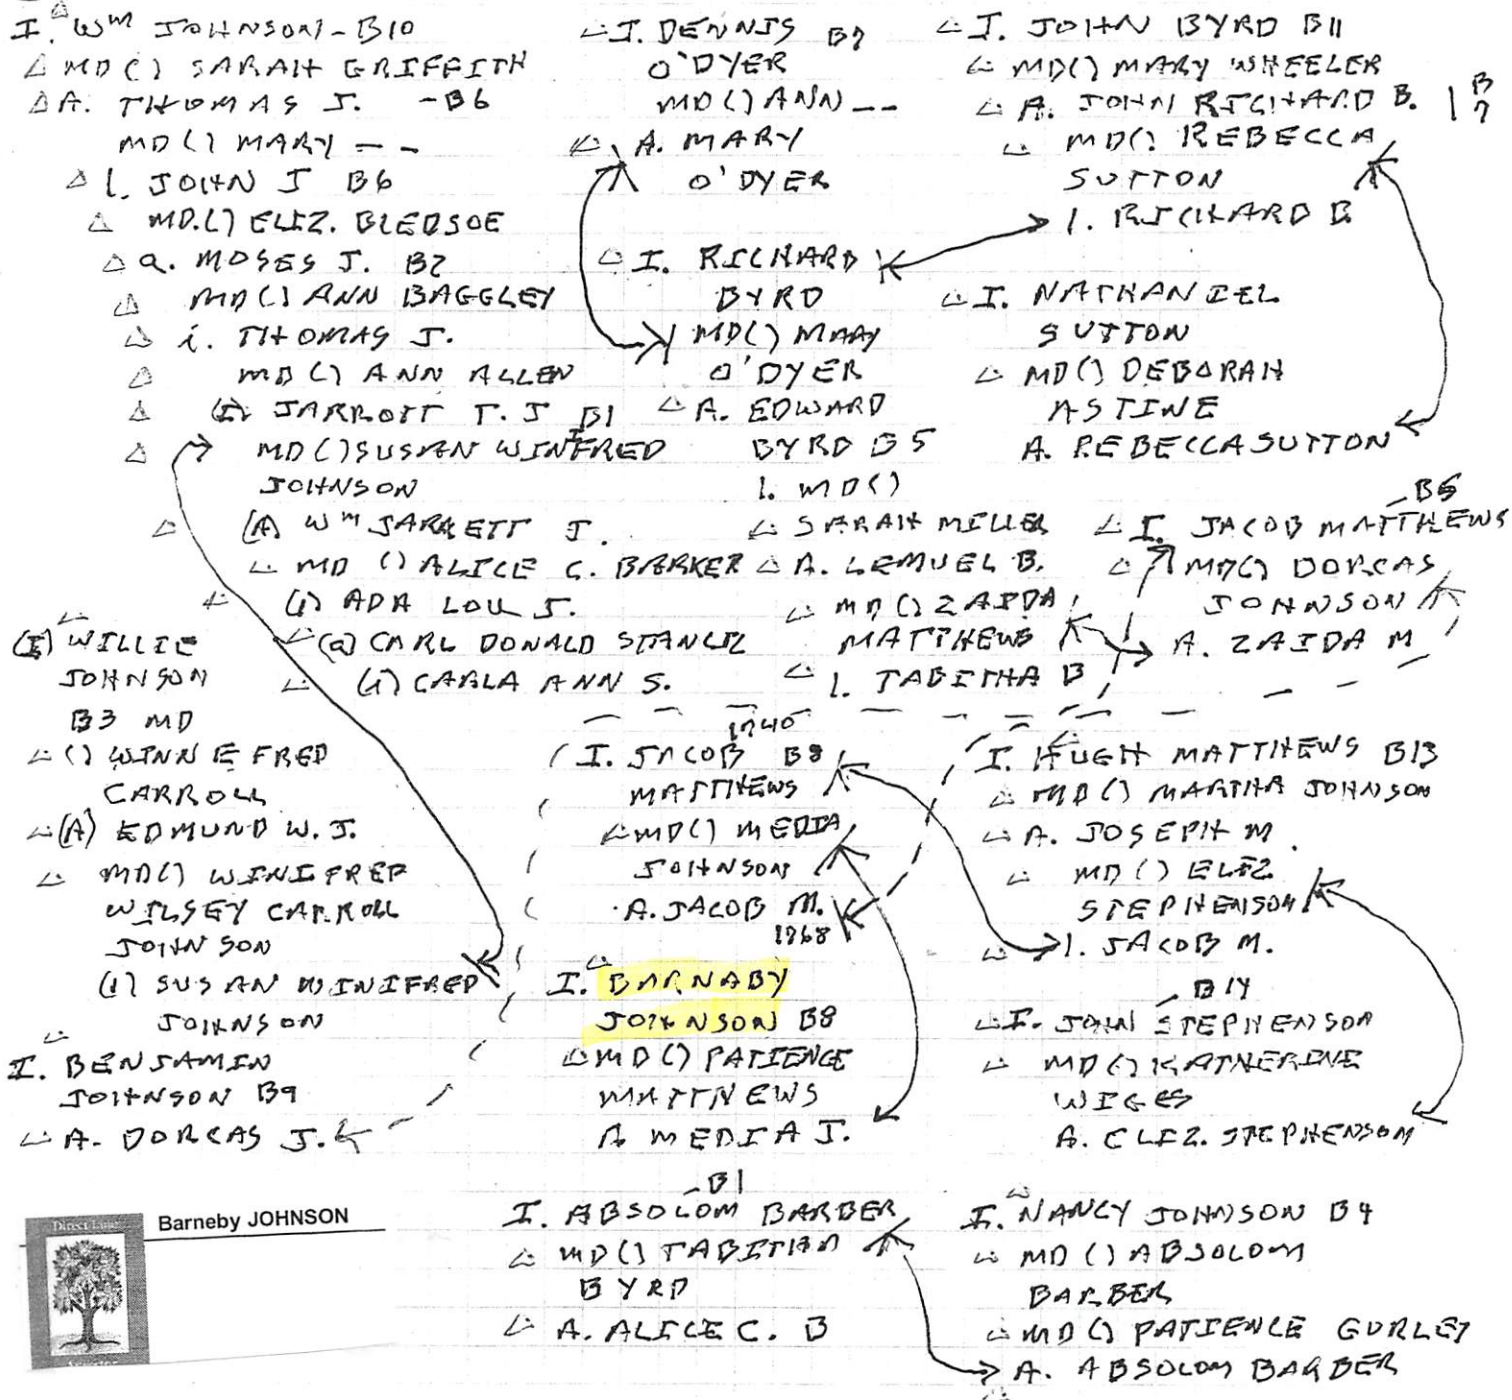 I. Wm JOHNSON - B10
MD () SARAH GRIFFITH
A. THOMAS J. - B6
MD () MARY - -
1. JOHN J B6
MD. () ELIZ. BLEDSOE
a. MOSES J. B2
MD () ANN BAGGLEY
i. THOMAS J.
MD () ANN ALLEN
(I) JARROTT T. J B1
MD () SUSAN WINIFRED
JOHNSON
(A) Wm JARRETT J.
MD () ALICE C. BARKER
(1) ADA LOU J.
(a) CARL DONALD STANCIL
(i) CARLA ANN S.
(I) WILLIE
JOHNSON
B3 MD
() WINNEFRED
CARROLL
(A) EDMUND W. J.
MD () WINIFRED
WILSEY CARROLL
JOHNSON
(1) SUSAN WINIFRED
JOHNSON
I. BENJAMIN
JOHNSON B9
A. DORCAS J.
I. DENNIS B7
O'DYER
MD () ANN - -
A. MARY
O'DYER
I. RICHARD
BYRD
MD () MARY
O'DYER
A. EDWARD
BYRD B5
1. MD ()
SARAH MILLER
A. LEMUEL B.
MD () ZAIDA
MATTHEWS
1. TABITHA B
I. JOHN BYRD B11
MD () MARY WHEELER
A. JOHN RICHARD B. 1 B7
MD () REBECCA
SUTTON
1. RICHARD B
I. NATHANIEL
SUTTON
MD () DEBORAH
ASTINE
A. REBECCA SUTTON
B5
I. JACOB MATTHEWS
MD () DORCAS
JOHNSON
A. ZAIDA M
1740
I. JACOB B8
MATTHEWS
MD () MEDIA
JOHNSON
A. JACOB M.
1768
I. BARNABY
JOHNSON B8
MD () PATIENCE
MATTHEWS
A MEDIA J.
I. HUGH MATTHEWS B13
MD () MARTHA JOHNSON
A. JOSEPH M.
MD () ELIZ
STEPHENSON
1. JACOB M.
B14
I. JOHN STEPHENSON
MD () KATHERINE
WIGES
A. ELIZ. STEPHENSON
B1
I. ABSOLOM BARBER
MD () TABITHA
BYRD
A. ALICE C. B
I. NANCY JOHNSON B4
MD () ABSOLOM
BARBER
MD () PATIENCE GURLEY
A. ABSOLOM BARBER
Direct Line
Barneby JOHNSON